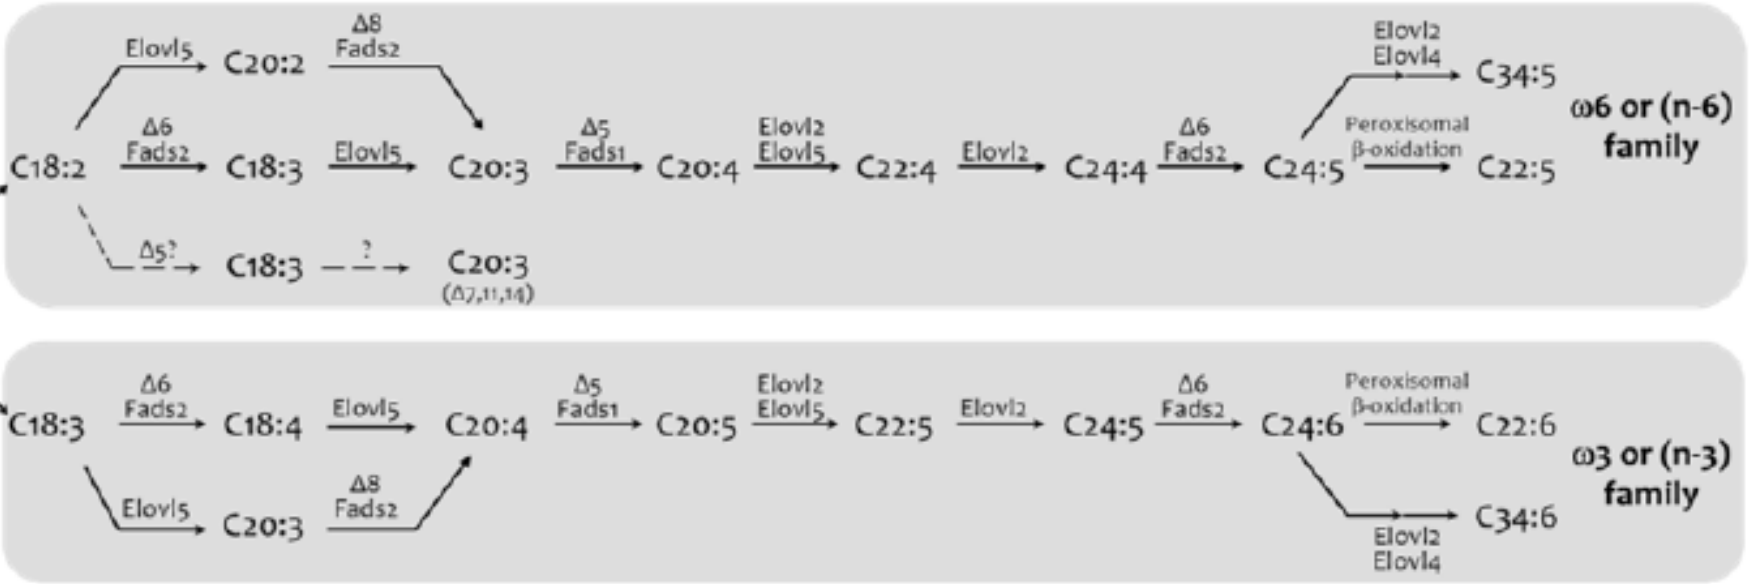 Δ8
Elovl5 Fads2
C20:2
Elovl2
Elovl4
C34:5
ω6 or (n-6)
family
Δ6 Δ5 Elovl2 Δ6 Peroxisomal
Fads2 Elovl5 Fads1 Elovl5 Elovl2 Fads2 β-oxidation
C18:2 C18:3 C20:3 C20:4 C22:4 C24:4 C24:5 C22:5
Δ5? ?
C18:3 C20:3
(Δ7,11,14)
Δ6 Δ5 Elovl2 Δ6 Peroxisomal
Fads2 Elovl5 Fads1 Elovl5 Elovl2 Fads2 β-oxidation
C18:3 C18:4 C20:4 C20:5 C22:5 C24:5 C24:6 C22:6
ω3 or (n-3)
family
Δ8
Elovl5 Fads2
C20:3
C34:6
Elovl2
Elovl4